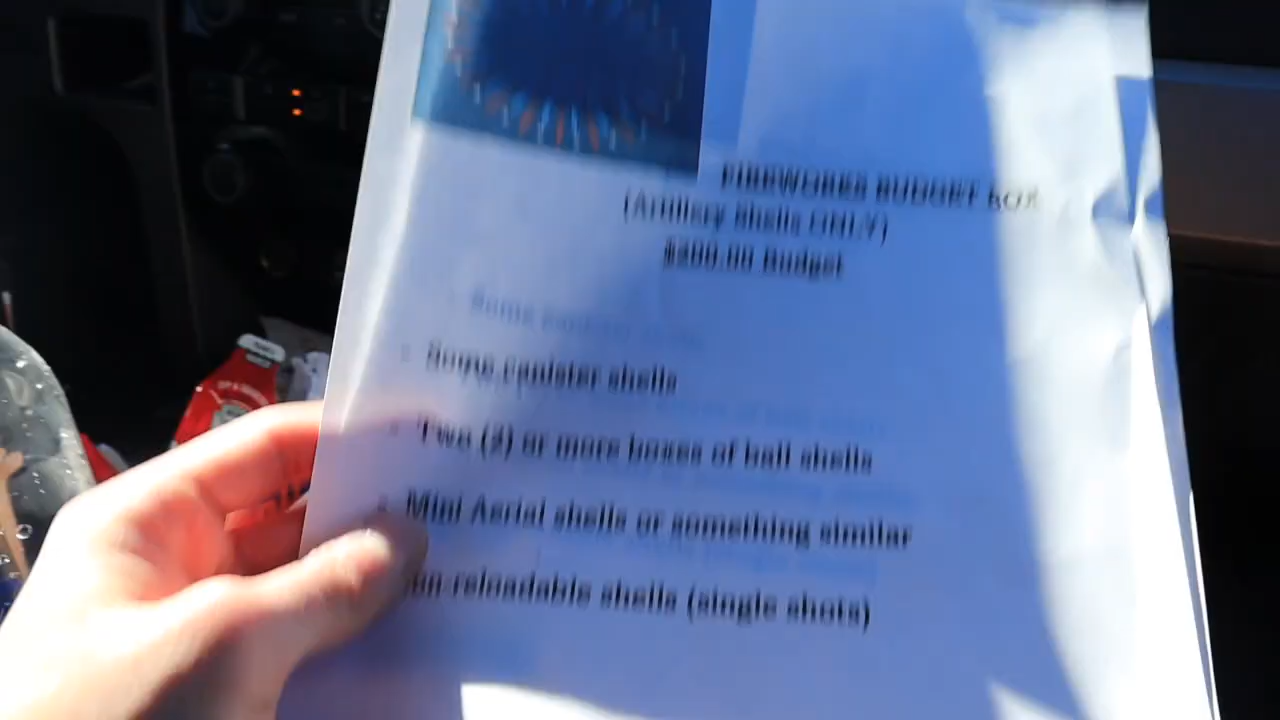 FIREWORKS BUDGET BOX
(Artillery Shells ONLY)
$200.00 Budget
Some canister shells
Two (2) or more boxes of ball shells
Mini Aerial shells or something similar
reloadable shells (single shots)